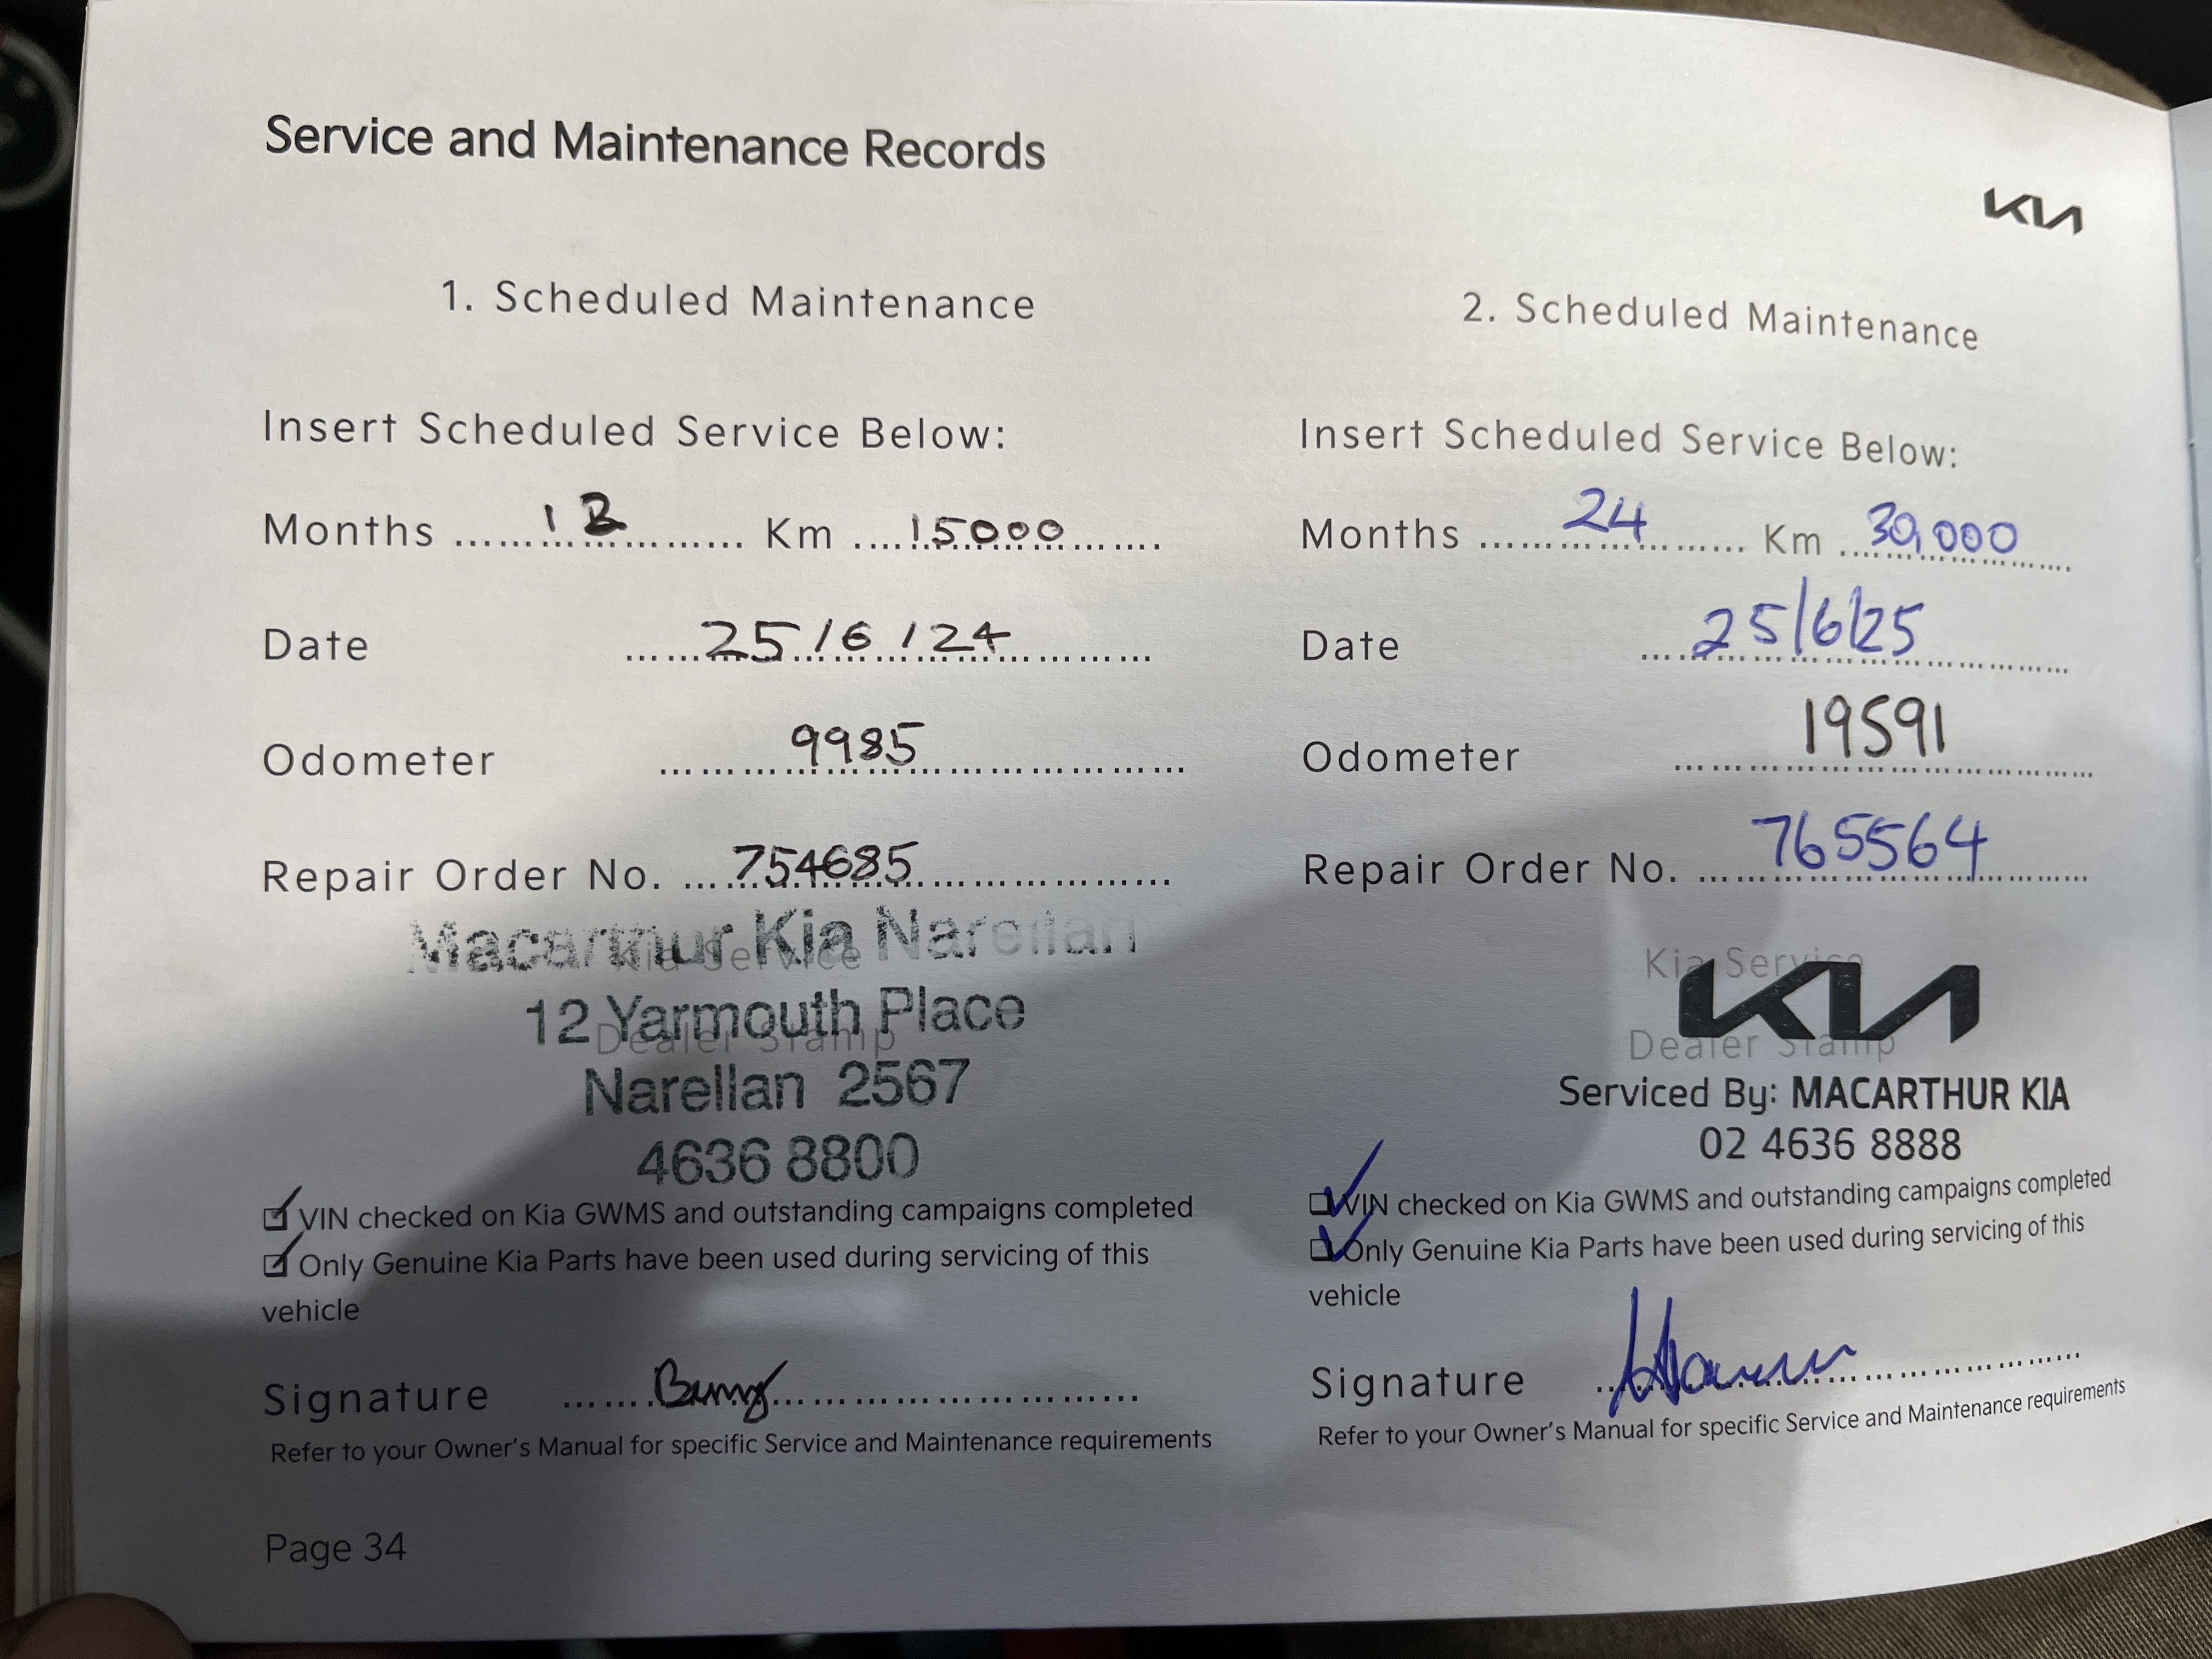 Service and Maintenance Records
KIA
1. Scheduled Maintenance
Insert Scheduled Service Below:
Months ........12........ Km ....15000....
Date ......25/6/24......
Odometer ......9985......
Repair Order No. ...754685......
Kia Service
Dealer Stamp
Macarthur Kia Narellan
12 Yarmouth Place
Narellan 2567
4636 8800
☑ VIN checked on Kia GWMS and outstanding campaigns completed
☑ Only Genuine Kia Parts have been used during servicing of this
vehicle
Signature ............
Refer to your Owner's Manual for specific Service and Maintenance requirements
2. Scheduled Maintenance
Insert Scheduled Service Below:
Months ........24........ Km ....30,000....
Date ......25/6/25......
Odometer ......19591......
Repair Order No. ...765564......
Kia Service
Dealer Stamp
KIA
Serviced By: MACARTHUR KIA
02 4636 8888
☑ VIN checked on Kia GWMS and outstanding campaigns completed
☑ Only Genuine Kia Parts have been used during servicing of this
vehicle
Signature ............
Refer to your Owner's Manual for specific Service and Maintenance requirements
Page 34